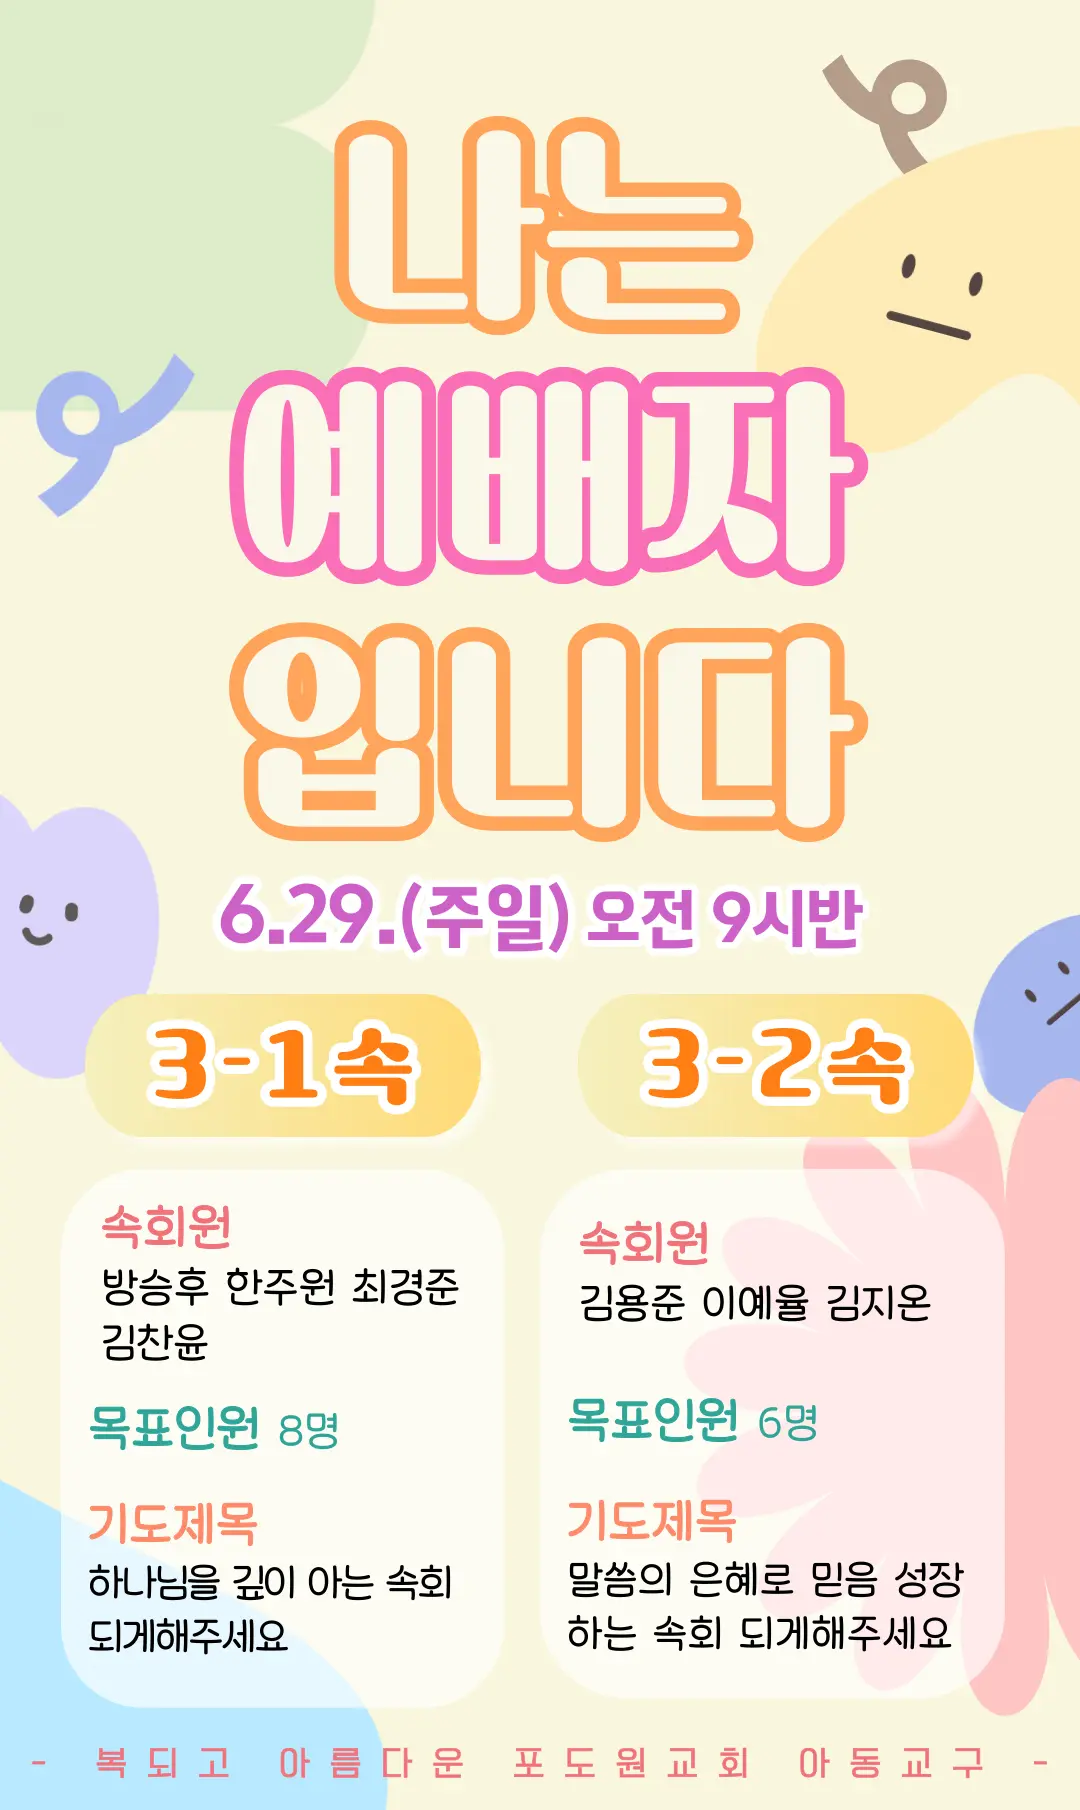 나는
예배자
입니다
6.29.(주일) 오전 9시반
3-1속
속회원
방승후 한주원 최경준
김찬윤
목표인원 8명
기도제목
하나님을 깊이 아는 속회
되게해주세요
3-2속
속회원
김용준 이예율 김지온
목표인원 6명
기도제목
말씀의 은혜로 믿음 성장
하는 속회 되게해주세요
- 복되고 아름다운 포도원교회 아동교구 -